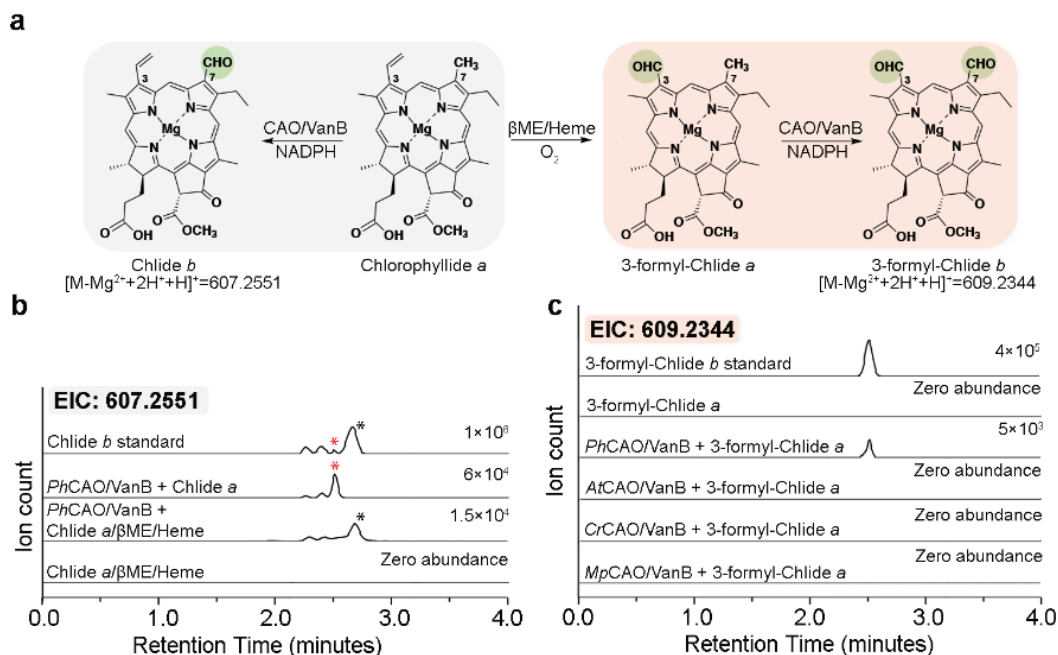 a
CHO
3
7
CH₃
3
7
OHC
3
CH₃
7
OHC
3
CHO
7
N
N
Mg
N
N
CAO/VanB
NADPH
N
N
Mg
N
N
βME/Heme
O₂
N
N
Mg
N
N
CAO/VanB
NADPH
N
N
Mg
N
N
O
O
OH
O
OCH₃
O
O
OH
O
OCH₃
O
O
OH
O
OCH₃
O
O
OH
O
OCH₃
Chlide b
[M-Mg²⁺+2H⁺+H]⁺=607.2551
Chlorophyllide a
3-formyl-Chlide a
3-formyl-Chlide b
[M-Mg²⁺+2H⁺+H]⁺=609.2344
b
EIC: 607.2551
Chlide b standard
*
*
1×10⁶
PhCAO/VanB + Chlide a
*
6×10⁴
PhCAO/VanB +
Chlide a/βME/Heme
*
1.5×10⁴
Chlide a/βME/Heme
Zero abundance
Ion count
0.0 1.0 2.0 3.0 4.0
Retention Time (minutes)
c
EIC: 609.2344
3-formyl-Chlide b standard
4×10⁵
3-formyl-Chlide a
Zero abundance
PhCAO/VanB + 3-formyl-Chlide a
5×10³
AtCAO/VanB + 3-formyl-Chlide a
Zero abundance
CrCAO/VanB + 3-formyl-Chlide a
Zero abundance
MpCAO/VanB + 3-formyl-Chlide a
Zero abundance
Ion count
0.0 1.0 2.0 3.0 4.0
Retention Time (minutes)